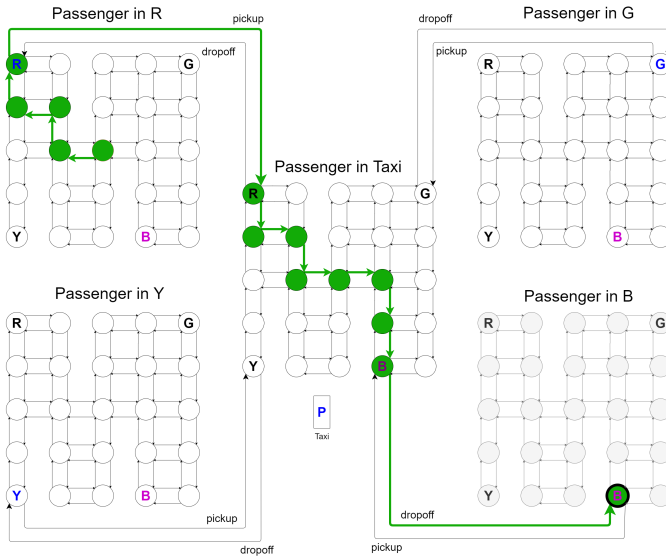 Passenger in R
pickup
dropoff
R
G
Y
B
dropoff
Passenger in G
pickup
R
G
Y
B
Passenger in Taxi
R
G
Y
B
P
Taxi
Passenger in Y
R
G
Y
B
pickup
dropoff
Passenger in B
R
G
Y
B
dropoff
pickup